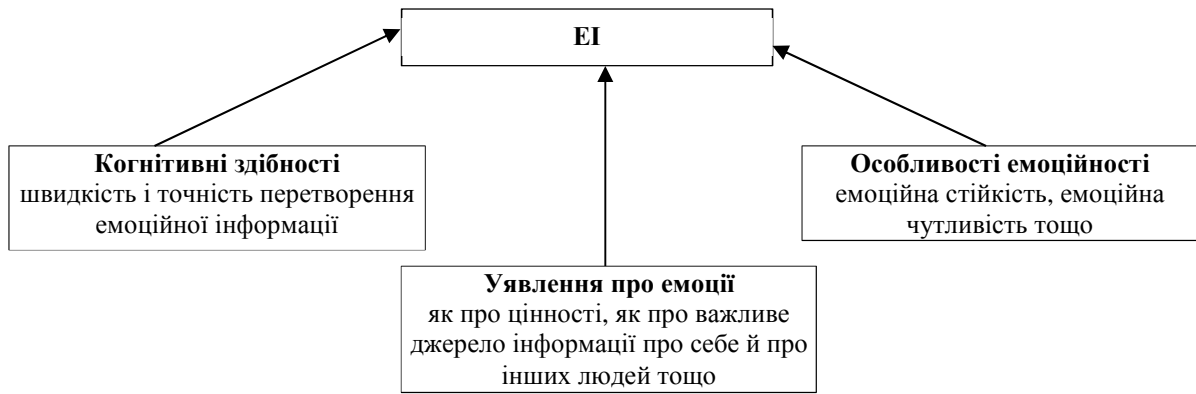 ЕІ
Когнітивні здібності
швидкість і точність перетворення
емоційної інформації
Особливості емоційності
емоційна стійкість, емоційна
чутливість тощо
Уявлення про емоції
як про цінності, як про важливе
джерело інформації про себе й про
інших людей тощо